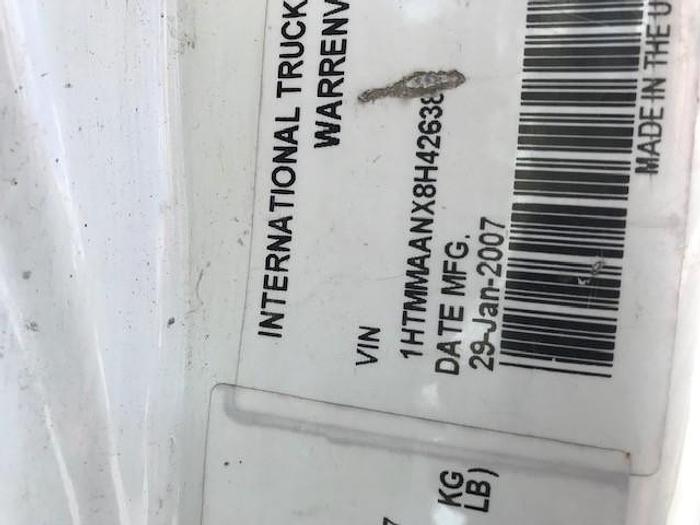 INTERNATIONAL TRUCK
WARRENV
VIN
1HTMMAANX8H42638
DATE MFG.
29-Jan-2007
MADE IN THE U
KG
LB)